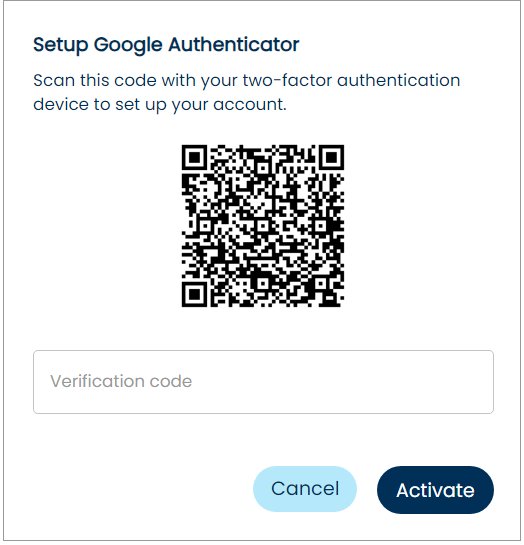 Setup Google Authenticator
Scan this code with your two-factor authentication
device to set up your account.
Verification code
Cancel
Activate